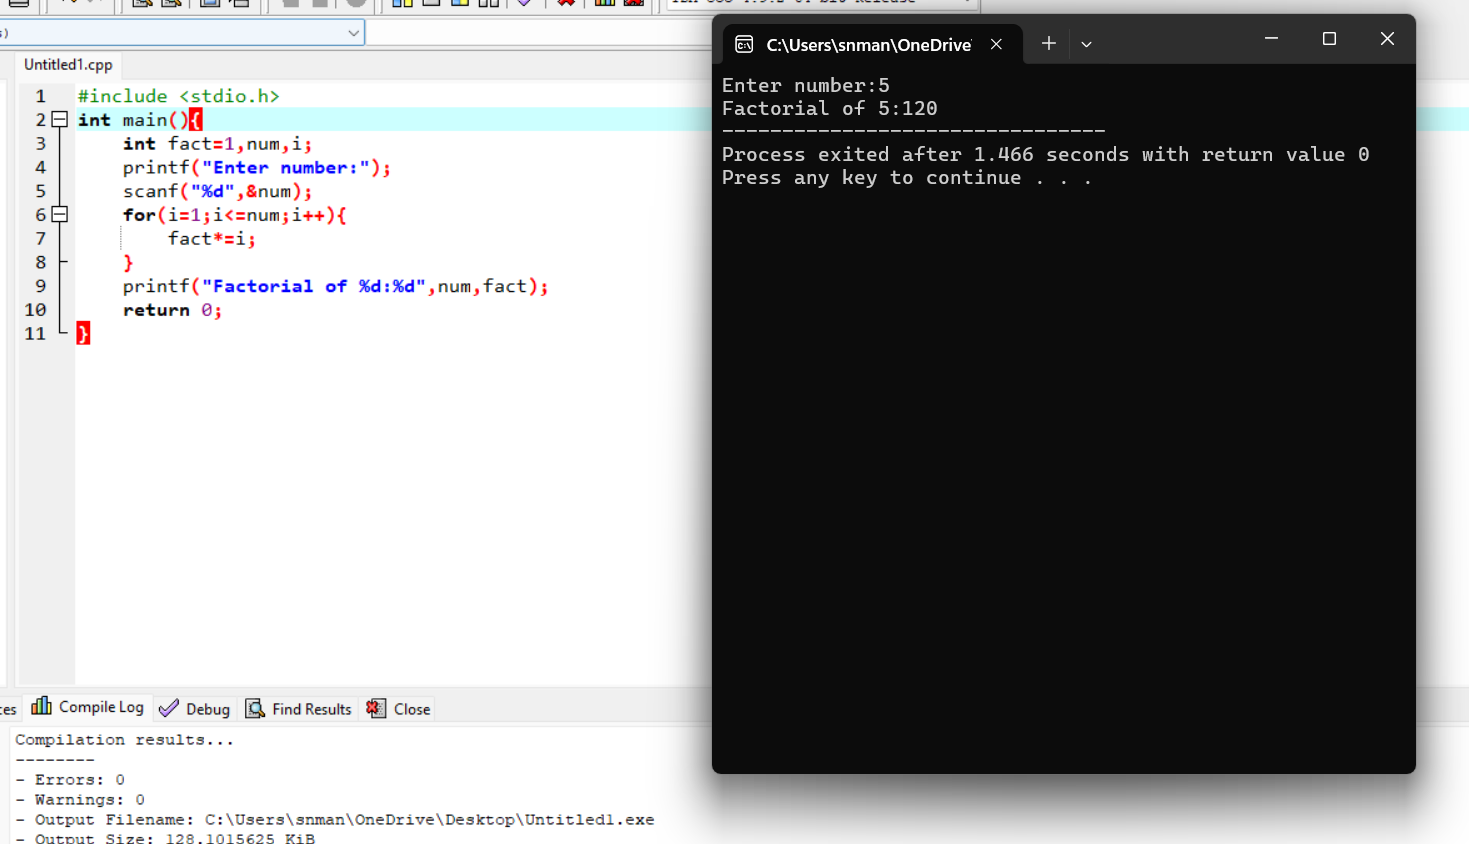 s)
Untitled1.cpp
1 #include <stdio.h>
2 int main(){
3 int fact=1,num,i;
4 printf("Enter number:");
5 scanf("%d",&num);
6 for(i=1;i<=num;i++){
7 fact*=i;
8 }
9 printf("Factorial of %d:%d",num,fact);
10 return 0;
11 }
C:\Users\snman\OneDrive
Enter number:5
Factorial of 5:120
--------------------------------
Process exited after 1.466 seconds with return value 0
Press any key to continue . . .
ces Compile Log Debug Find Results Close
Compilation results...
--------
- Errors: 0
- Warnings: 0
- Output Filename: C:\Users\snman\OneDrive\Desktop\Untitled1.exe
- Output Size: 128.1015625 KiB